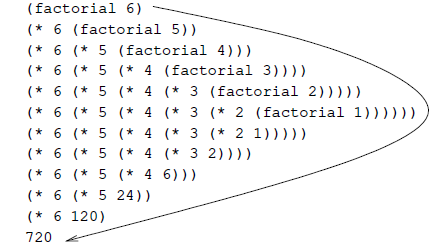 (factorial 6)
(* 6 (factorial 5))
(* 6 (* 5 (factorial 4)))
(* 6 (* 5 (* 4 (factorial 3))))
(* 6 (* 5 (* 4 (* 3 (factorial 2)))))
(* 6 (* 5 (* 4 (* 3 (* 2 (factorial 1))))))
(* 6 (* 5 (* 4 (* 3 (* 2 1)))))
(* 6 (* 5 (* 4 (* 3 2))))
(* 6 (* 5 (* 4 6)))
(* 6 (* 5 24))
(* 6 120)
720